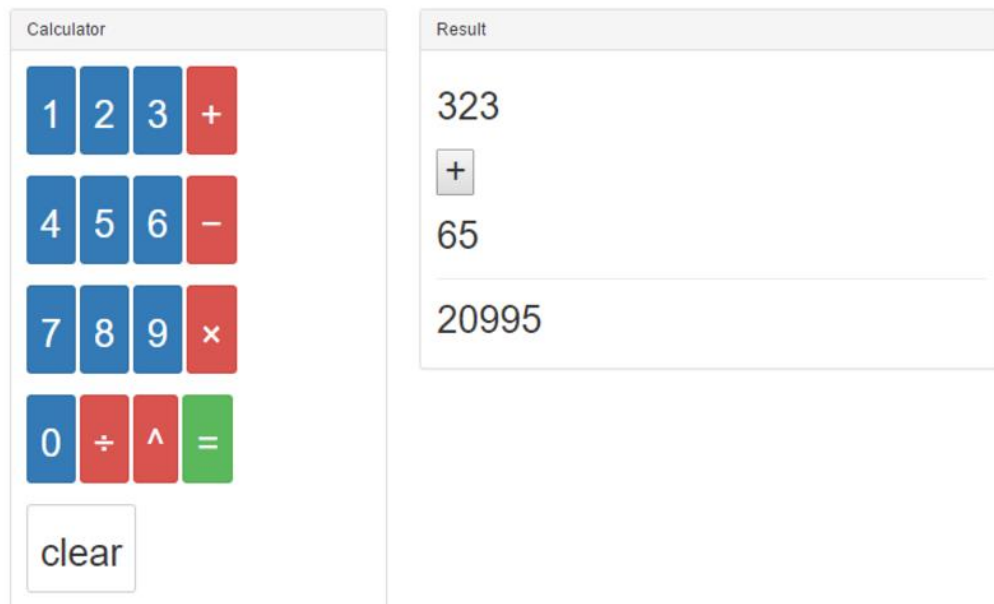 Calculator
1 2 3 +
4 5 6 −
7 8 9 ×
0 ÷ ^ =
clear
Result
323
+
65
20995